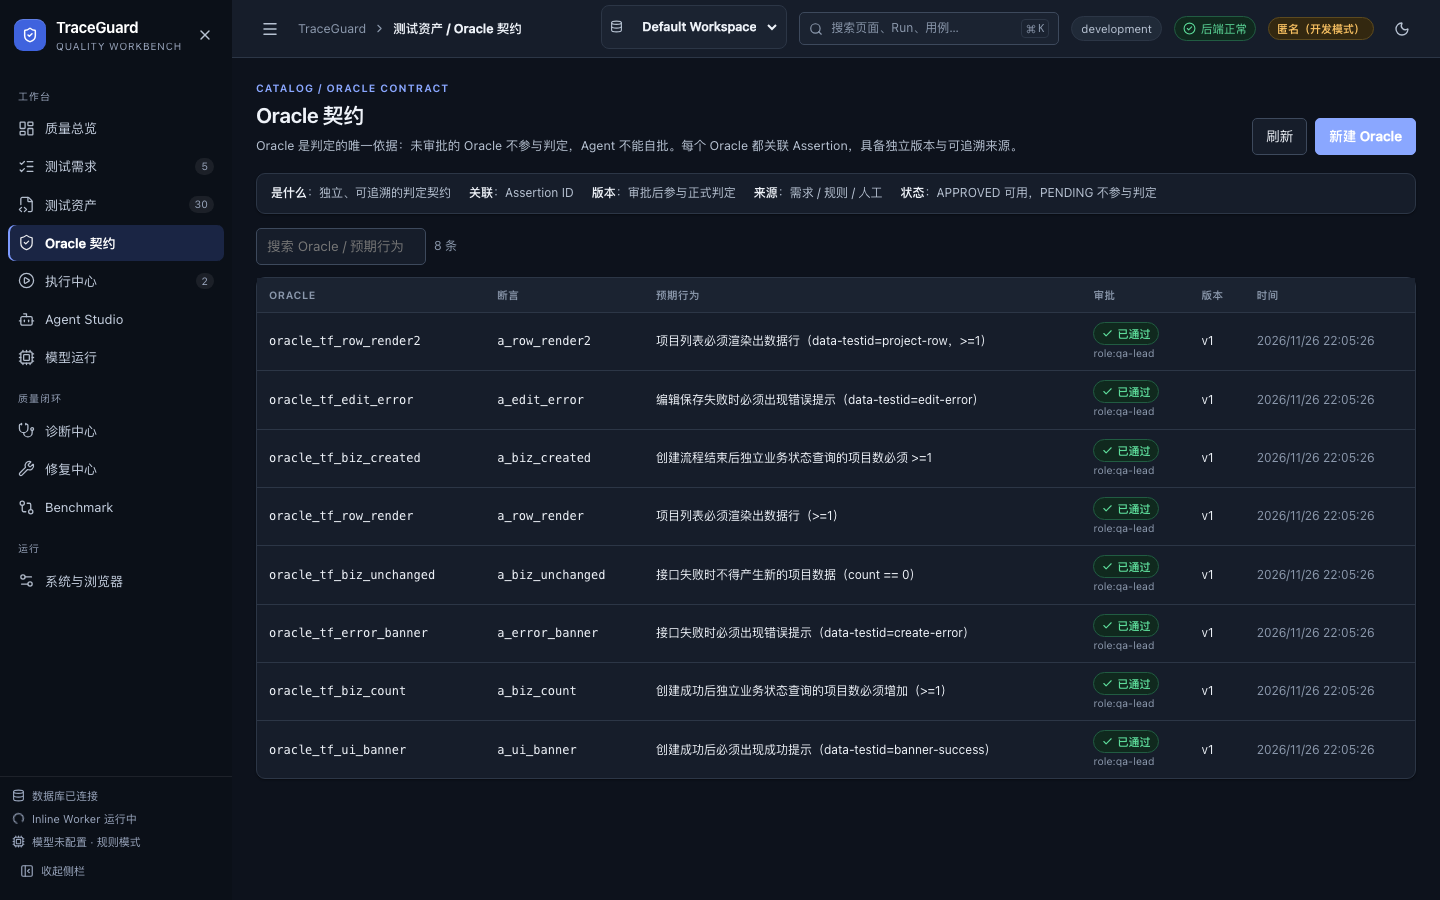 TraceGuard
QUALITY WORKBENCH
工作台
质量总览
测试需求 5
测试资产 30
Oracle 契约
执行中心 2
Agent Studio
模型运行
质量闭环
诊断中心
修复中心
Benchmark
运行
系统与浏览器
数据库已连接
Inline Worker 运行中
模型未配置 · 规则模式
收起侧栏
TraceGuard > 测试资产 / Oracle 契约
Default Workspace
搜索页面、Run、用例... ⌘ K
development
后端正常
匿名（开发模式）
CATALOG / ORACLE CONTRACT
Oracle 契约
Oracle 是判定的唯一依据：未审批的 Oracle 不参与判定，Agent 不能自批。每个 Oracle 都关联 Assertion，具备独立版本与可追溯来源。
刷新
新建 Oracle
是什么：独立、可追溯的判定契约 关联：Assertion ID 版本：审批后参与正式判定 来源：需求 / 规则 / 人工 状态：APPROVED 可用，PENDING 不参与判定
搜索 Oracle / 预期行为 8 条
ORACLE 断言 预期行为 审批 版本 时间
oracle_tf_row_render2 a_row_render2 项目列表必须渲染出数据行（data-testid=project-row，>=1） 已通过 v1 2026/11/26 22:05:26
role:qa-lead
oracle_tf_edit_error a_edit_error 编辑保存失败时必须出现错误提示（data-testid=edit-error） 已通过 v1 2026/11/26 22:05:26
role:qa-lead
oracle_tf_biz_created a_biz_created 创建流程结束后独立业务状态查询的项目数必须 >=1 已通过 v1 2026/11/26 22:05:26
role:qa-lead
oracle_tf_row_render a_row_render 项目列表必须渲染出数据行（>=1） 已通过 v1 2026/11/26 22:05:26
role:qa-lead
oracle_tf_biz_unchanged a_biz_unchanged 接口失败时不得产生新的项目数据（count == 0） 已通过 v1 2026/11/26 22:05:26
role:qa-lead
oracle_tf_error_banner a_error_banner 接口失败时必须出现错误提示（data-testid=create-error） 已通过 v1 2026/11/26 22:05:26
role:qa-lead
oracle_tf_biz_count a_biz_count 创建成功后独立业务状态查询的项目数必须增加（>=1） 已通过 v1 2026/11/26 22:05:26
role:qa-lead
oracle_tf_ui_banner a_ui_banner 创建成功后必须出现成功提示（data-testid=banner-success） 已通过 v1 2026/11/26 22:05:26
role:qa-lead